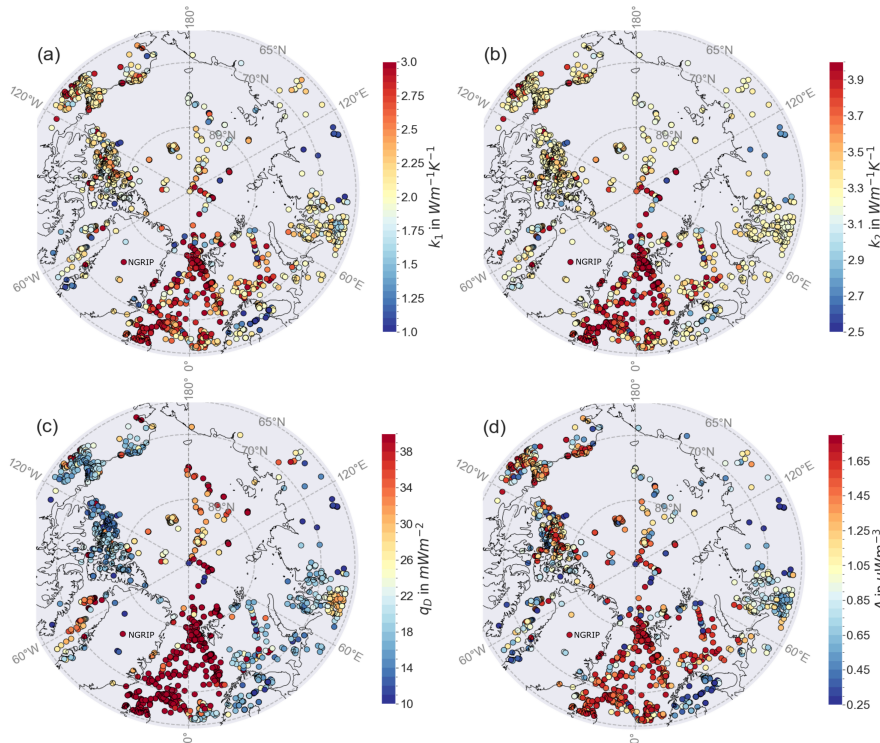 (a)
180°
65°N
70°N
80°N
120°E
60°E
0°
60°W
120°W
NGRIP
3.0
2.75
2.5
2.25
2.0
1.75
1.5
1.25
1.0
k₁ in Wm⁻¹K⁻¹
(b)
180°
65°N
70°N
80°N
120°E
60°E
0°
60°W
120°W
NGRIP
3.9
3.7
3.5
3.3
3.1
2.9
2.7
2.5
k₂ in Wm⁻¹K⁻¹
(c)
180°
65°N
70°N
80°N
120°E
60°E
0°
60°W
120°W
NGRIP
38
34
30
26
22
18
14
10
q_D in mWm⁻²
(d)
180°
65°N
70°N
80°N
120°E
60°E
0°
60°W
120°W
NGRIP
1.65
1.45
1.25
1.05
0.85
0.65
0.45
0.25
A in μWm⁻³